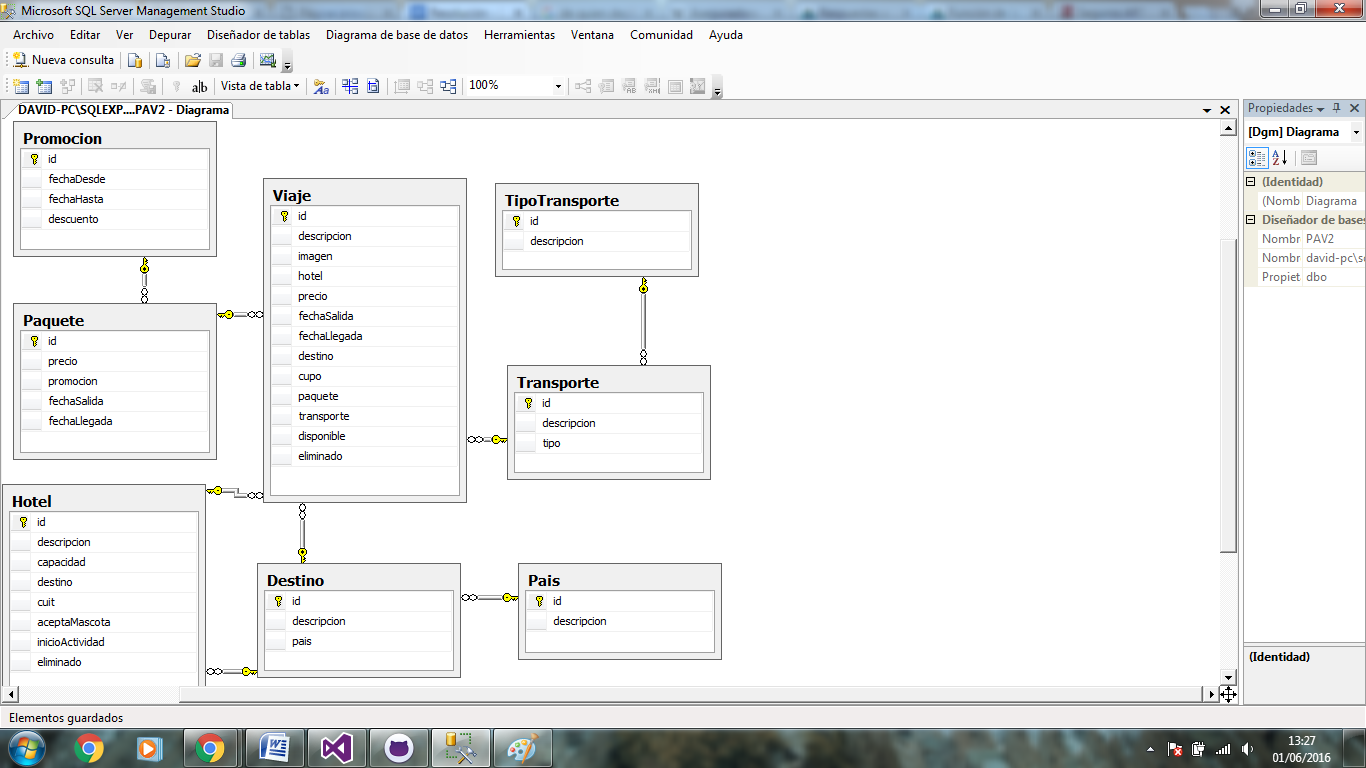 Microsoft SQL Server Management Studio
Archivo Editar Ver Depurar Diseñador de tablas Diagrama de base de datos Herramientas Ventana Comunidad Ayuda
Nueva consulta
ab Vista de tabla 100%
DAVID-PC\SQLEXP....PAV2 - Diagrama
Promocion
id
fechaDesde
fechaHasta
descuento
Paquete
id
precio
promocion
fechaSalida
fechaLlegada
Hotel
id
descripcion
capacidad
destino
cuit
aceptaMascota
inicioActividad
eliminado
Viaje
id
descripcion
imagen
hotel
precio
fechaSalida
fechaLlegada
destino
cupo
paquete
transporte
disponible
eliminado
Destino
id
descripcion
pais
TipoTransporte
id
descripcion
Transporte
id
descripcion
tipo
Pais
id
descripcion
Propiedades
[Dgm] Diagrama
(Identidad)
(Nomb Diagrama
Diseñador de bases
Nombr PAV2
Nombr david-pc\s
Propiet dbo
(Identidad)
Elementos guardados
13:27
01/06/2016